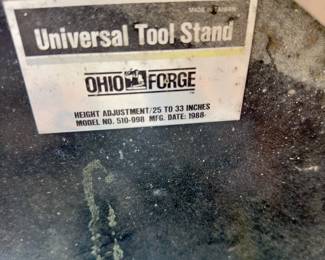 MADE IN TAIWAN
Universal Tool Stand
OHIO FORGE
HEIGHT ADJUSTMENT/25 TO 33 INCHES
MODEL NO. 510-998 MFG. DATE: 1988